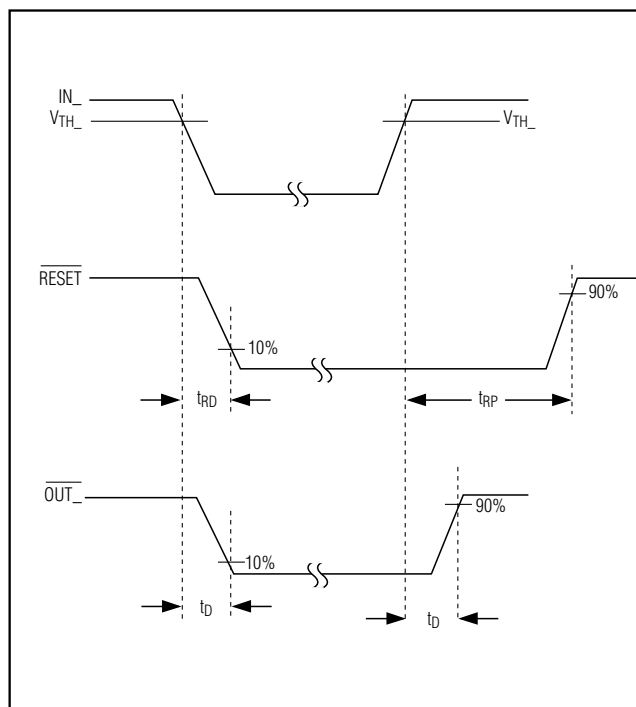 IN_
VTH_
VTH_
RESET
90%
10%
tRD
tRP
OUT_
90%
10%
tD
tD